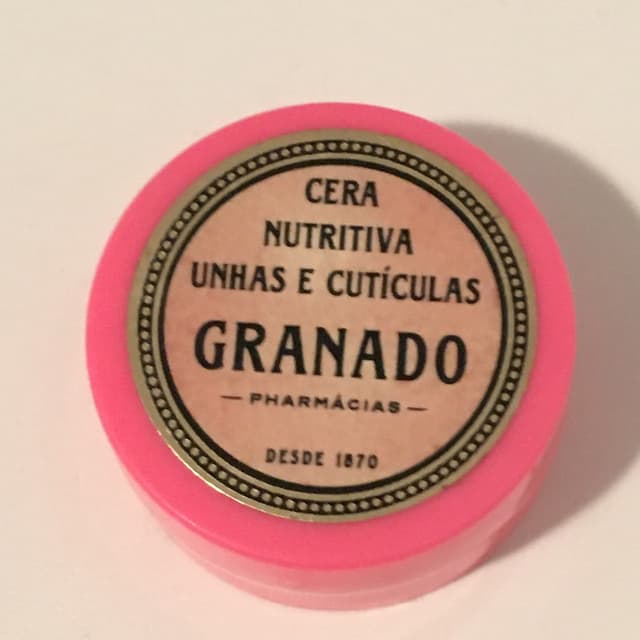 CERA
NUTRITIVA
UNHAS E CUTÍCULAS
GRANADO
— PHARMÁCIAS —
DESDE 1870